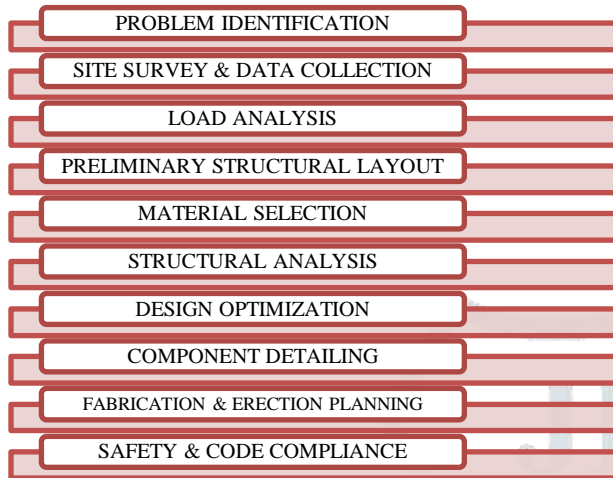 PROBLEM IDENTIFICATION
SITE SURVEY & DATA COLLECTION
LOAD ANALYSIS
PRELIMINARY STRUCTURAL LAYOUT
MATERIAL SELECTION
STRUCTURAL ANALYSIS
DESIGN OPTIMIZATION
COMPONENT DETAILING
FABRICATION & ERECTION PLANNING
SAFETY & CODE COMPLIANCE